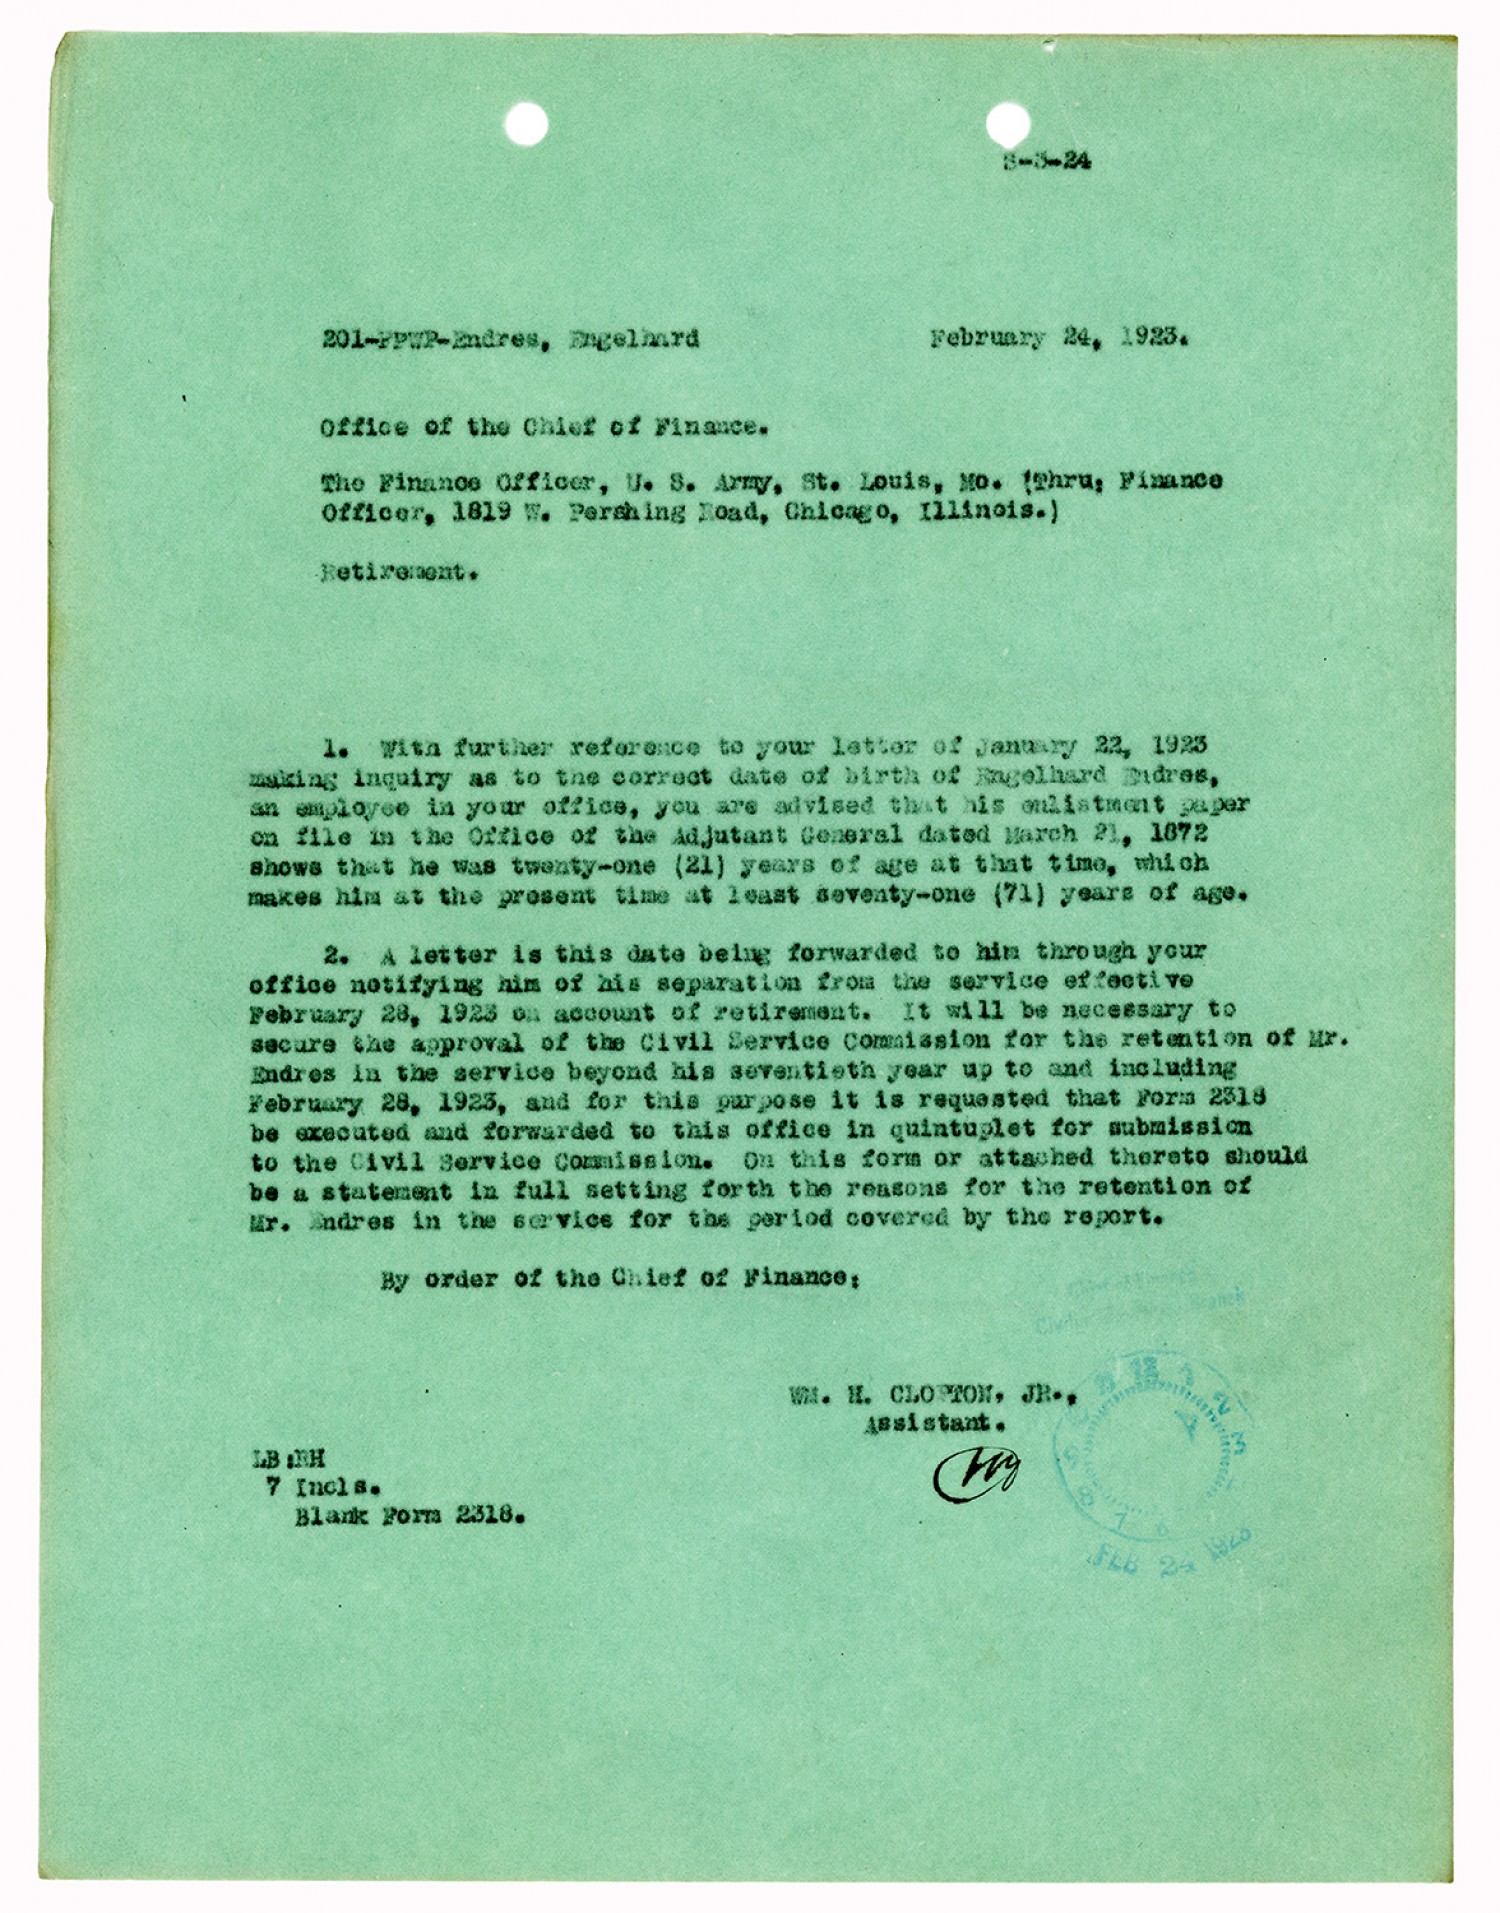 S-3-24
201-FPWP-Endres, Engelhard February 24, 1923.
Office of the Chief of Finance.
The Finance Officer, U. S. Army, St. Louis, Mo. (Thru: Finance
Officer, 1819 W. Pershing Road, Chicago, Illinois.)
Retirement.
1. With further reference to your letter of January 22, 1923
making inquiry as to the correct date of birth of Engelhard Endres,
an employee in your office, you are advised that his enlistment paper
on file in the Office of the Adjutant General dated March 21, 1872
shows that he was twenty-one (21) years of age at that time, which
makes him at the present time at least seventy-one (71) years of age.
2. A letter is this date being forwarded to him through your
office notifying him of his separation from the service effective
February 28, 1923 on account of retirement. It will be necessary to
secure the approval of the Civil Service Commission for the retention of Mr.
Endres in the service beyond his seventieth year up to and including
February 28, 1923, and for this purpose it is requested that Form 2318
be executed and forwarded to this office in quintuplet for submission
to the Civil Service Commission. On this form or attached thereto should
be a statement in full setting forth the reasons for the retention of
Mr. Endres in the service for the period covered by the report.
By order of the Chief of Finance:
WM. H. CLOPTON, JR.,
Assistant.
LB:RH
7 Incls.
Blank Form 2318.
FEB 24 1923